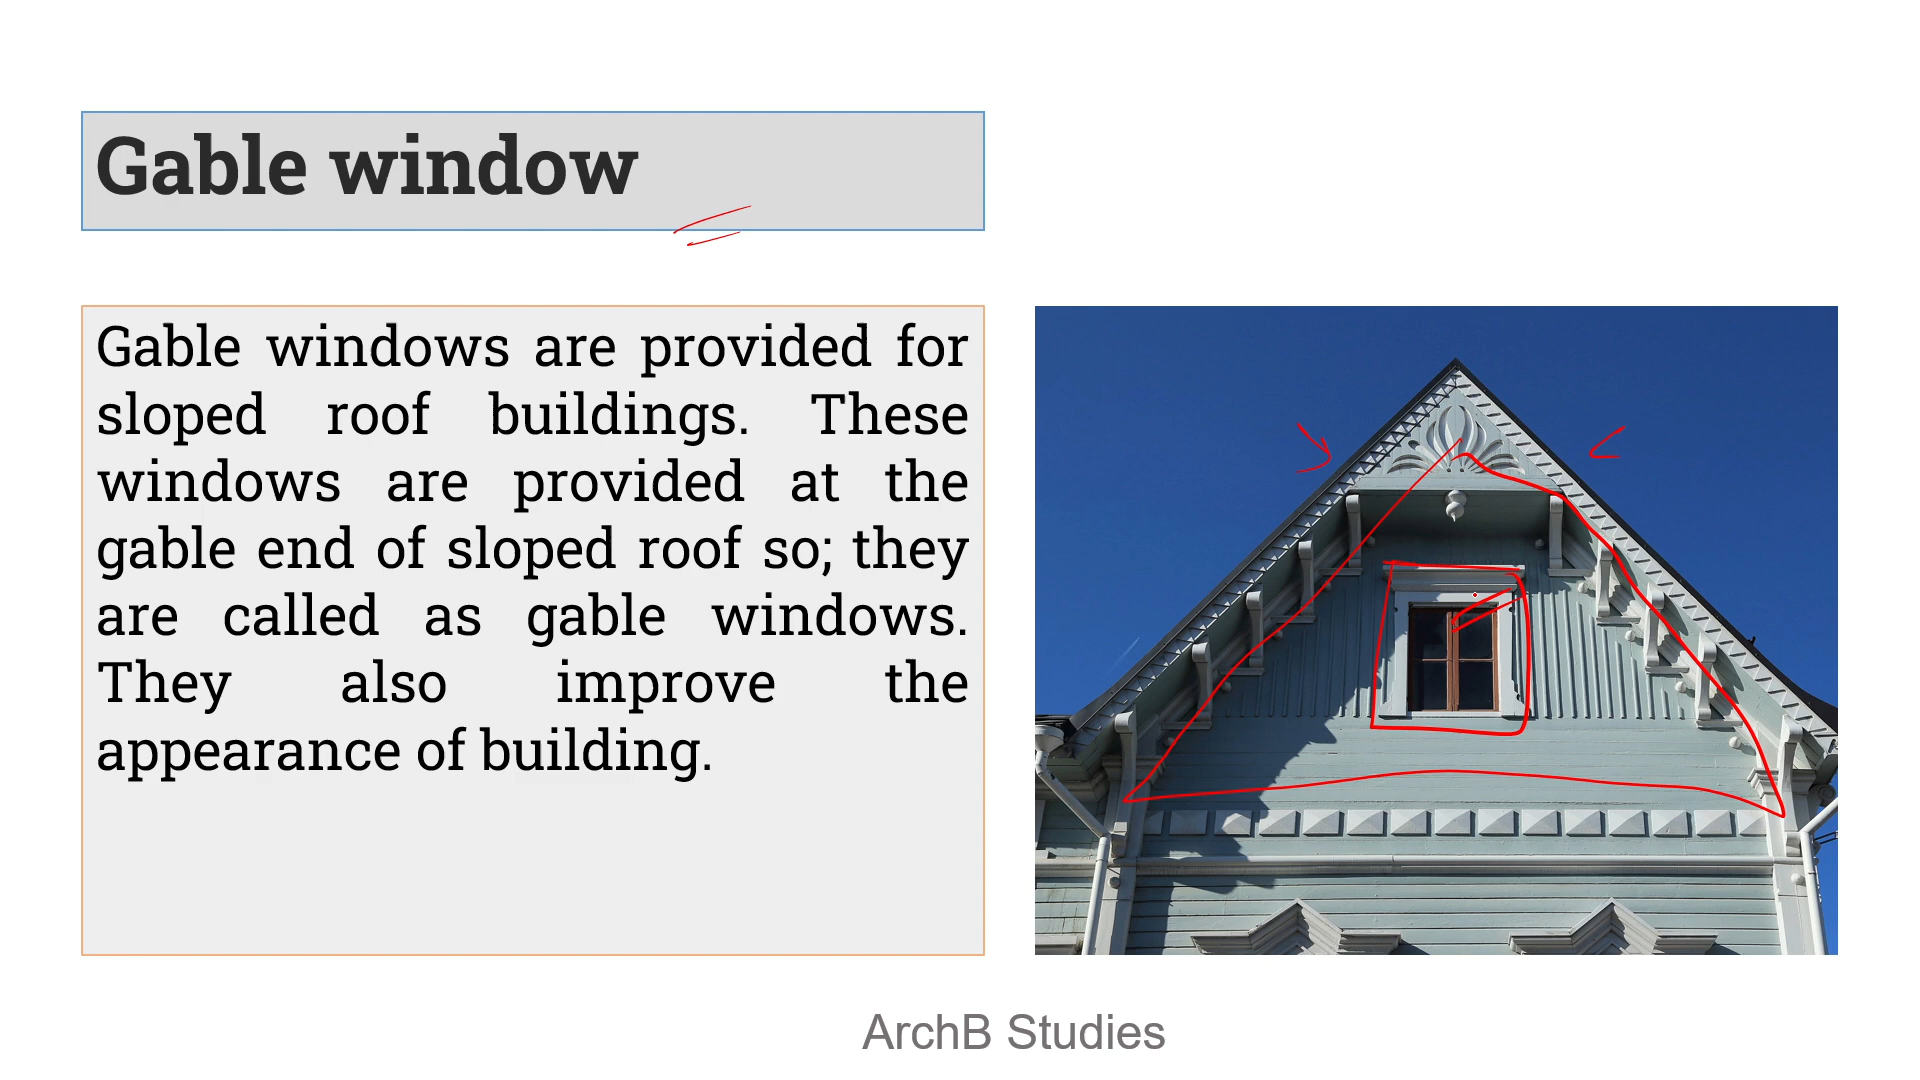 Gable window
Gable windows are provided for
sloped roof buildings. These
windows are provided at the
gable end of sloped roof so; they
are called as gable windows.
They also improve the
appearance of building.
ArchB Studies